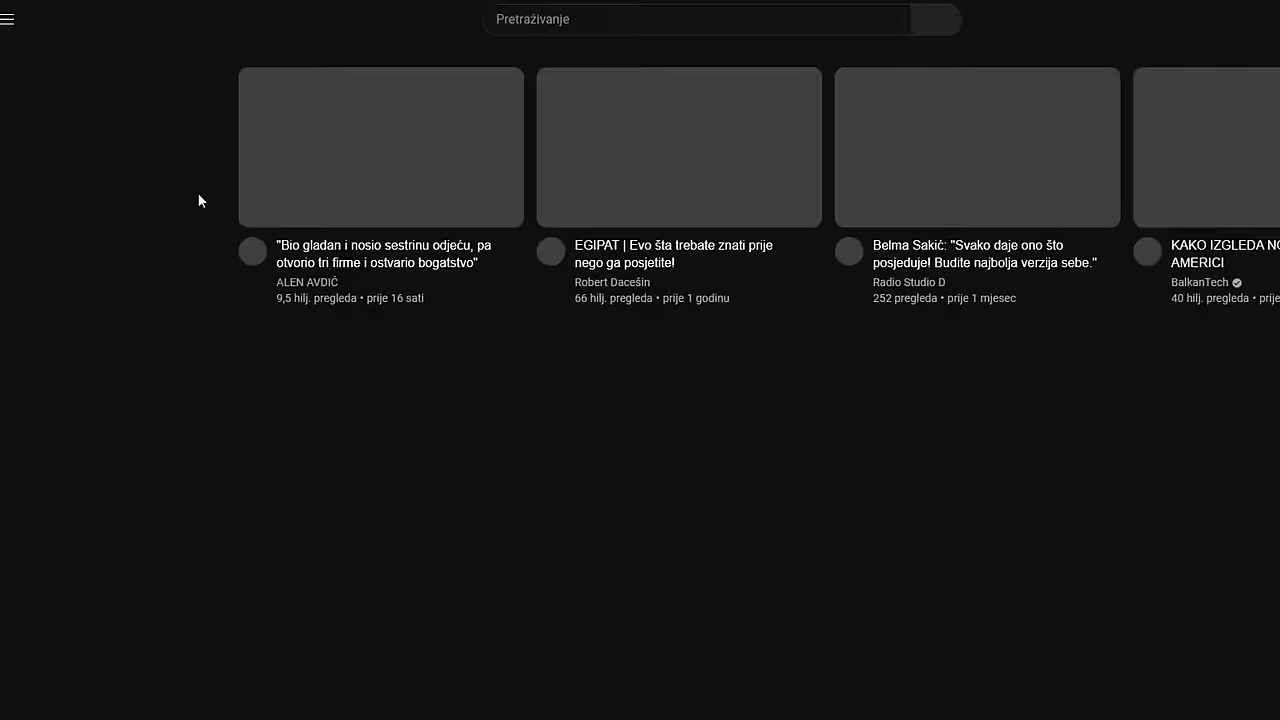 Pretraživanje
"Bio gladan i nosio sestrinu odjeću, pa
otvorio tri firme i ostvario bogatstvo"
ALEN AVDIĆ
9,5 hilj. pregleda • prije 16 sati
EGIPAT | Evo šta trebate znati prije
nego ga posjetite!
Robert Dacešin
66 hilj. pregleda • prije 1 godinu
Belma Sakić: "Svako daje ono što
posjeduje! Budite najbolja verzija sebe."
Radio Studio D
252 pregleda • prije 1 mjesec
KAKO IZGLEDA
AMERICI
BalkanTech
40 hilj. pregleda • prije